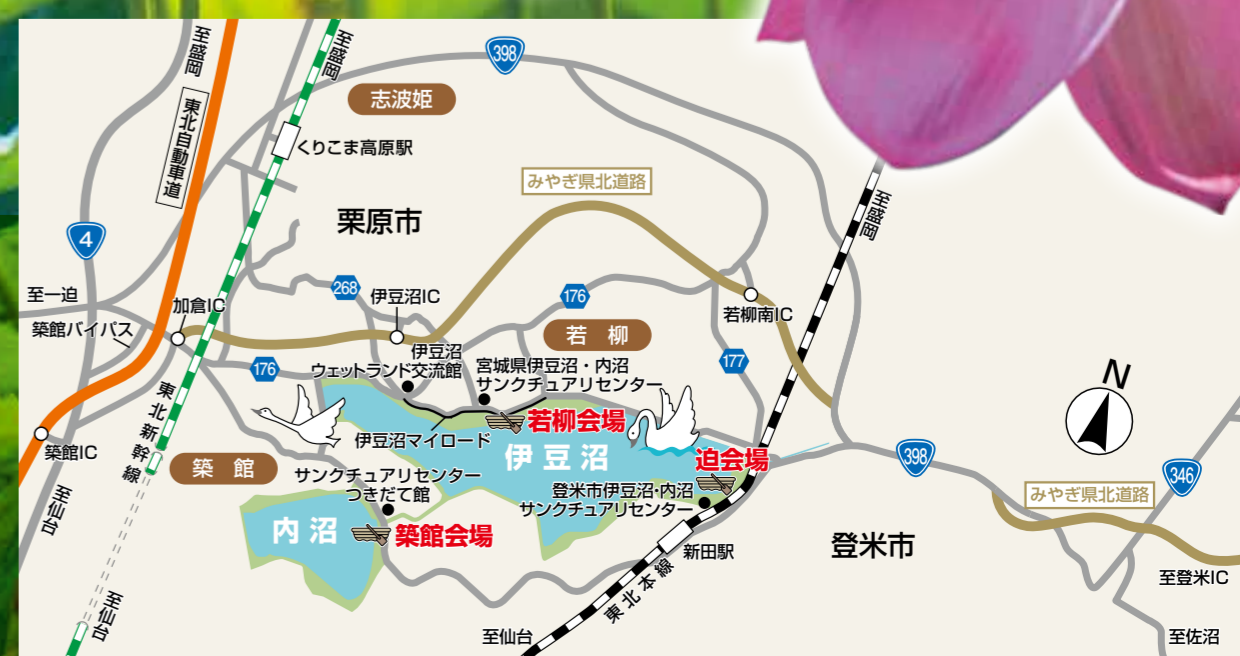 至盛岡
至盛岡
398
志波姫
東北自動車道
くりこま高原駅
みやぎ県北道路
至盛岡
栗原市
4
268
伊豆沼IC
176
至一迫
加倉IC
若柳南IC
築館バイパス
若柳
伊豆沼
ウェットランド交流館
宮城県伊豆沼・内沼
サンクチュアリセンター
177
176
N
東北新幹線
若柳会場
伊豆沼マイロード
伊豆沼
迫会場
398
築館IC
築館
サンクチュアリセンター
つきだて館
登米市伊豆沼・内沼
サンクチュアリセンター
346
みやぎ県北道路
至仙台
内沼
築館会場
新田駅
登米市
東北本線
至登米IC
至仙台
至仙台
至佐沼